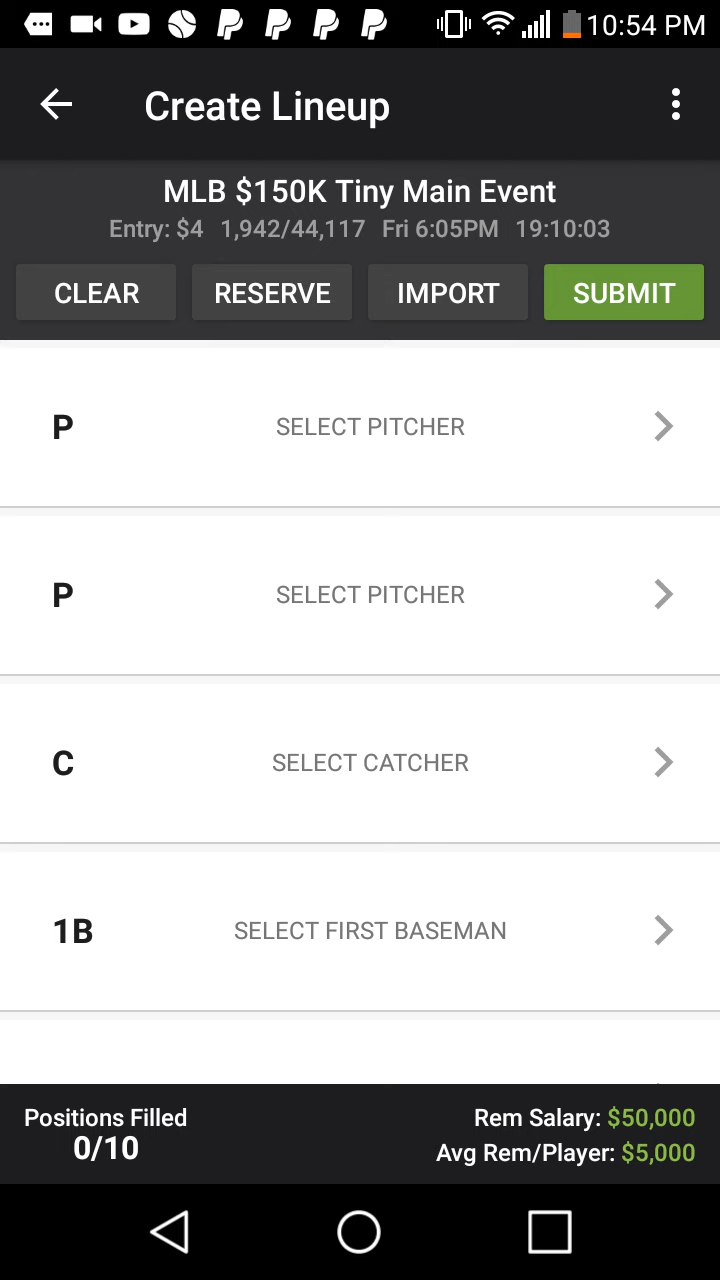 10:54 PM
Create Lineup
MLB $150K Tiny Main Event
Entry: $4 1,942/44,117 Fri 6:05PM 19:10:03
CLEAR RESERVE IMPORT SUBMIT
P SELECT PITCHER
P SELECT PITCHER
C SELECT CATCHER
1B SELECT FIRST BASEMAN
Positions Filled
0/10
Rem Salary: $50,000
Avg Rem/Player: $5,000